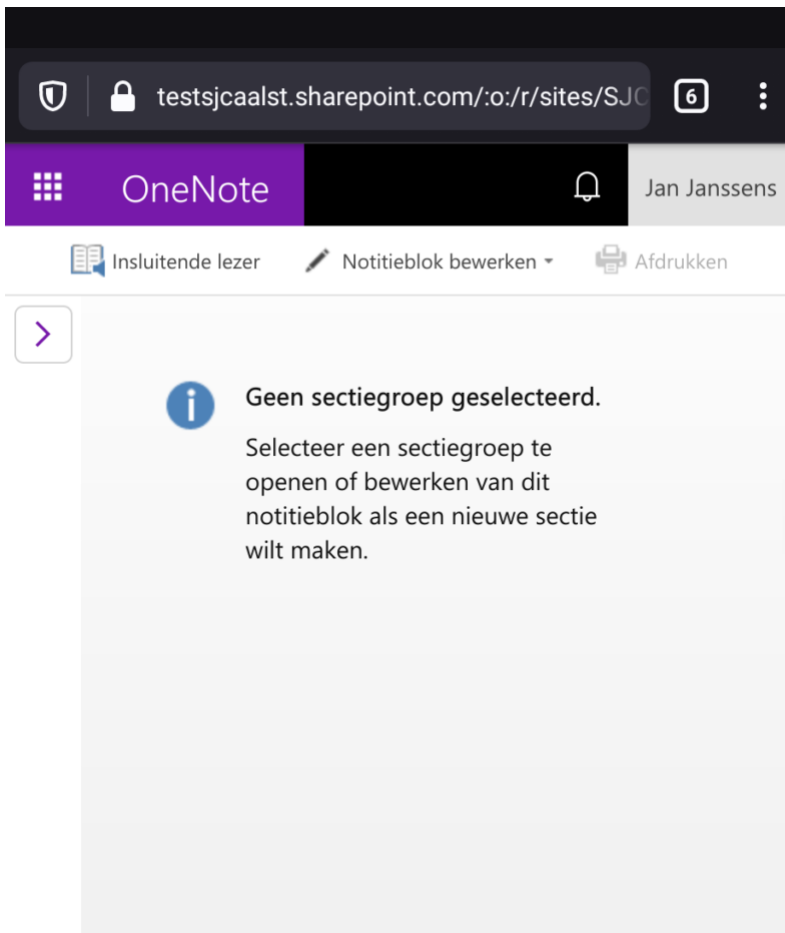 testsjcaalst.sharepoint.com/:o:/r/sites/SJC
6
OneNote
Jan Janssens
Insluitende lezer
Notitieblok bewerken
Afdrukken
Geen sectiegroep geselecteerd.
Selecteer een sectiegroep te
openen of bewerken van dit
notitieblok als een nieuwe sectie
wilt maken.